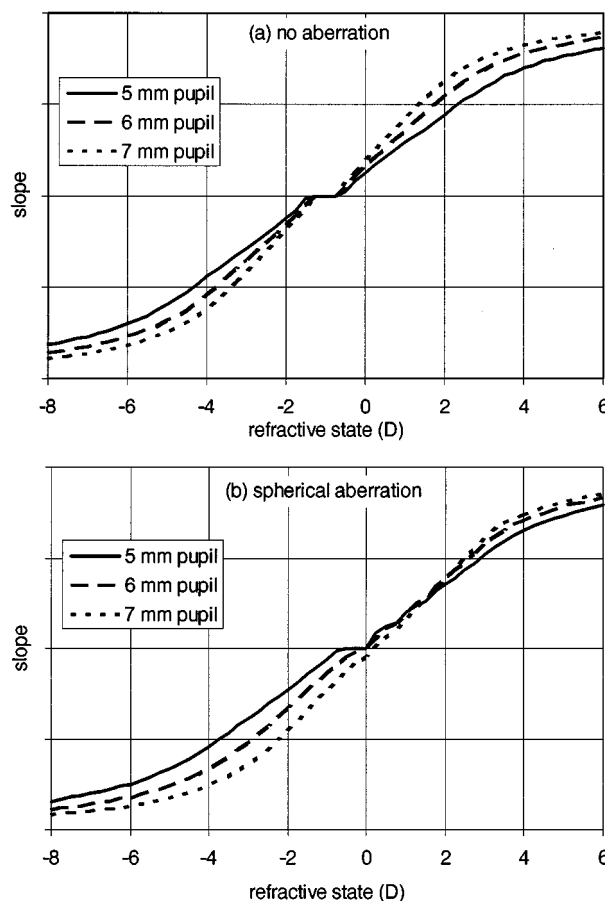 (a) no aberration
5 mm pupil
6 mm pupil
7 mm pupil
slope
-8 -6 -4 -2 0 2 4 6
refractive state (D)
(b) spherical aberration
5 mm pupil
6 mm pupil
7 mm pupil
slope
-8 -6 -4 -2 0 2 4 6
refractive state (D)